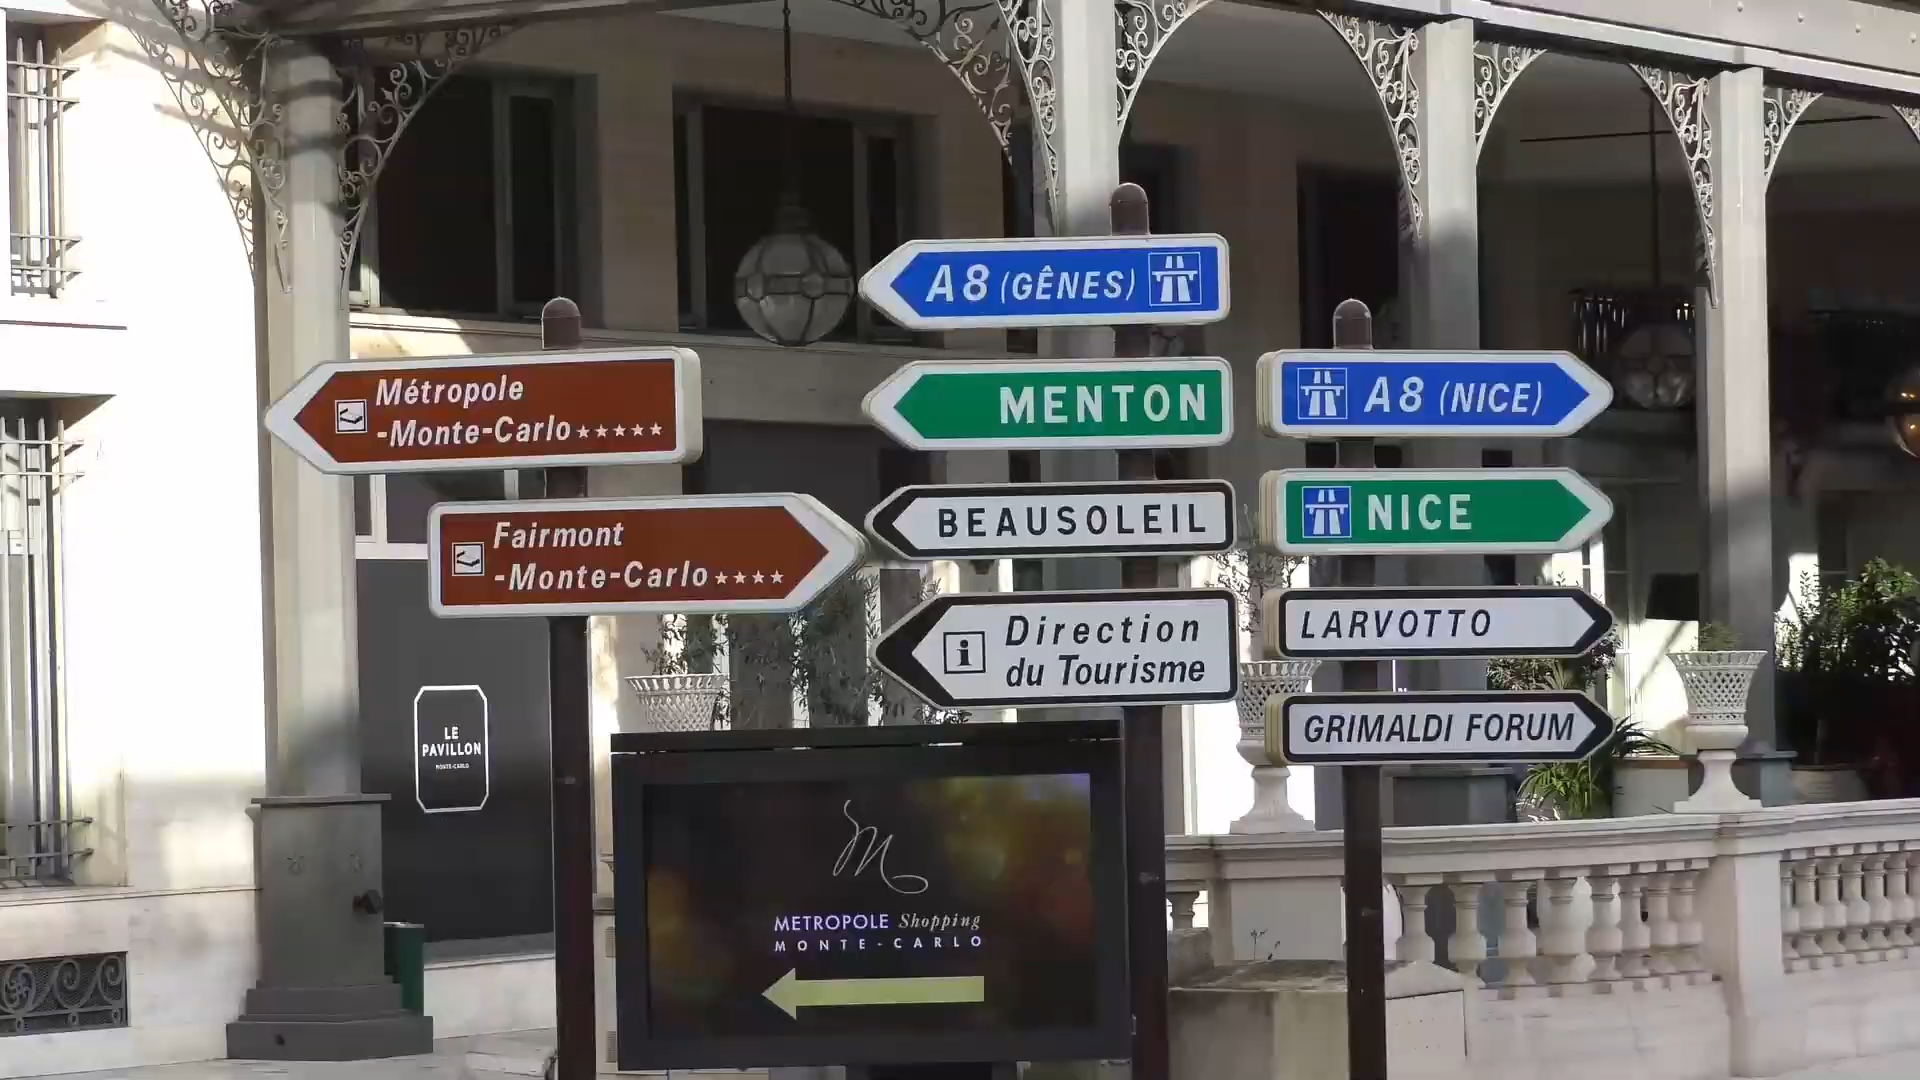 A8 (GÊNES)
Métropole
-Monte-Carlo★★★★★
MENTON
A8 (NICE)
Fairmont
-Monte-Carlo★★★★
BEAUSOLEIL
NICE
i Direction
du Tourisme
LARVOTTO
GRIMALDI FORUM
LE
PAVILLON
MONTE-CARLO
M
METROPOLE Shopping
MONTE-CARLO